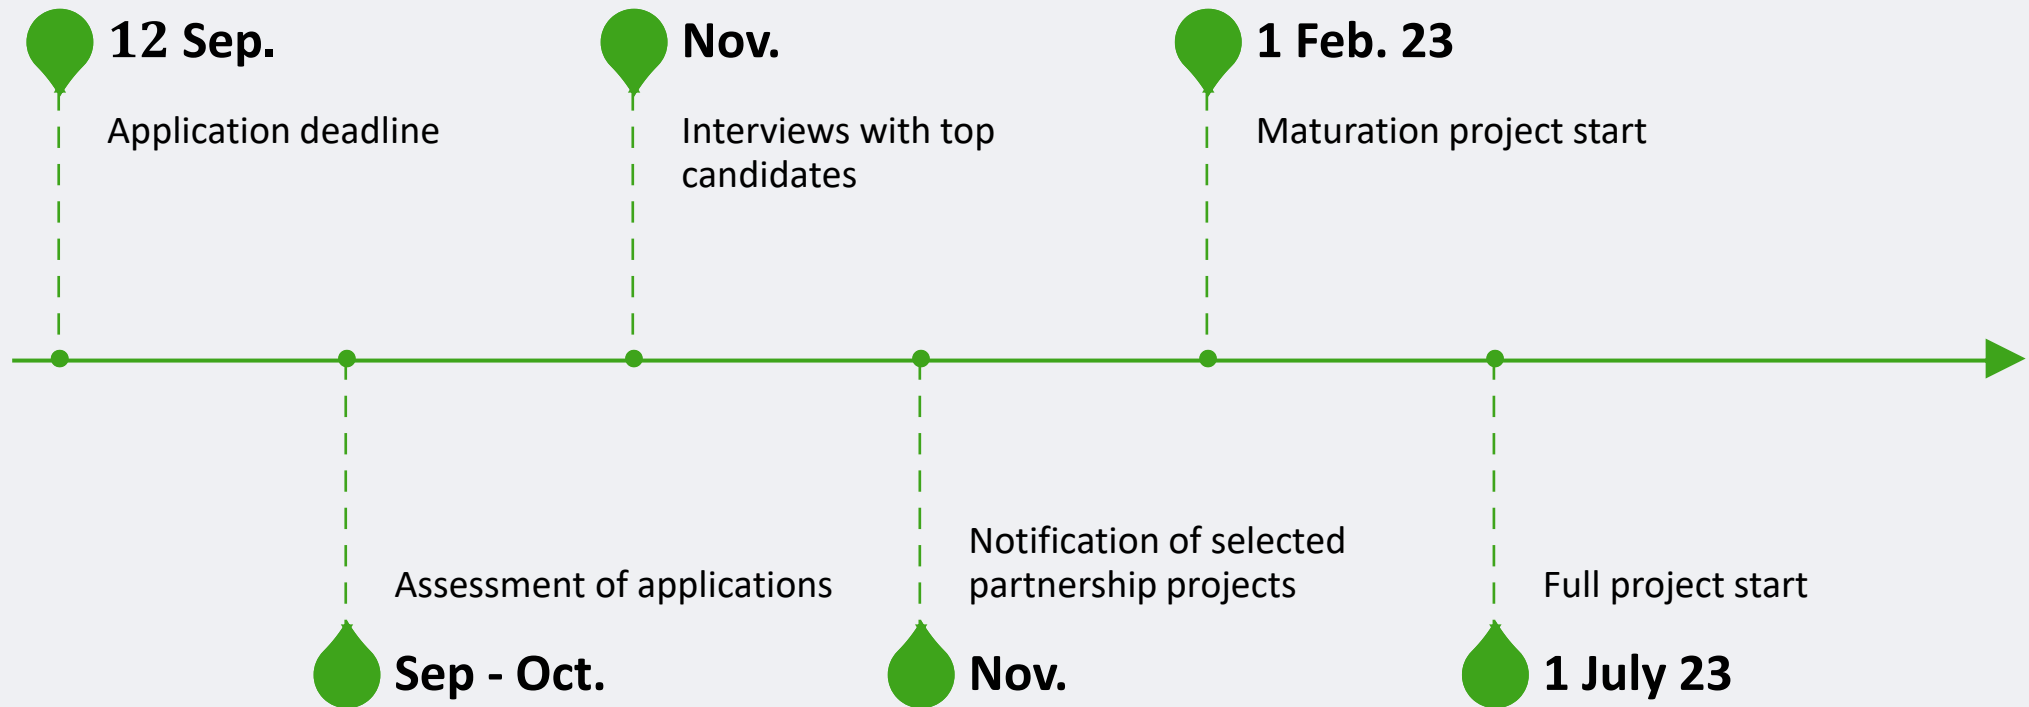 12 Sep.
Application deadline
Sep - Oct.
Assessment of applications
Nov.
Interviews with top
candidates
Nov.
Notification of selected
partnership projects
1 Feb. 23
Maturation project start
1 July 23
Full project start